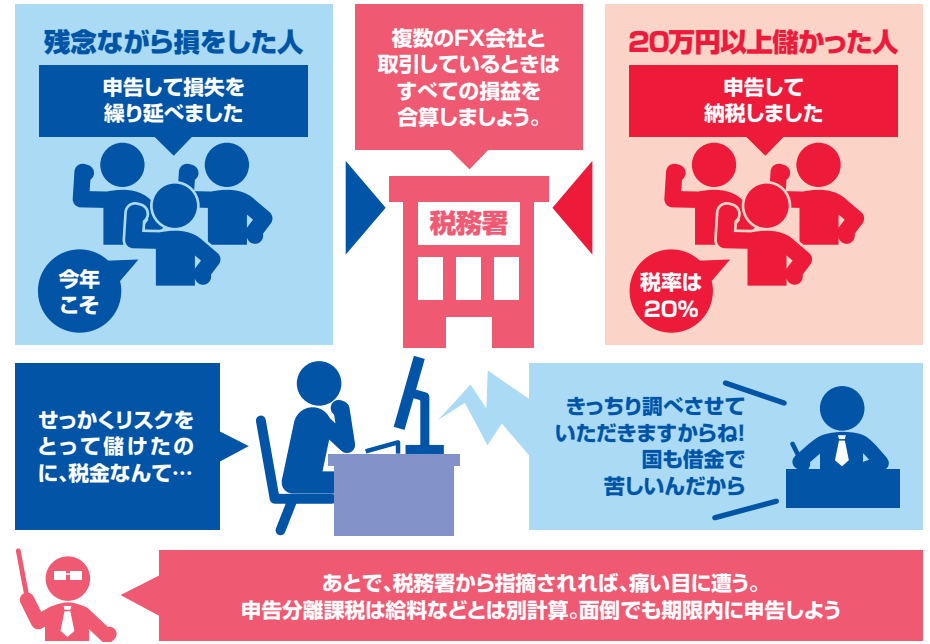 残念ながら損をした人
申告して損失を
繰り延べました
今年
こそ
複数のFX会社と
取引しているときは
すべての損益を
合算しましょう。
税務署
20万円以上儲かった人
申告して
納税しました
税率は
20%
せっかくリスクを
とって儲けたの
に、税金なんて…
きっちり調べさせて
いただきますからね!
国も借金で
苦しいんだから
あとで、税務署から指摘されれば、痛い目に遭う。
申告分離課税は給料などとは別計算。面倒でも期限内に申告しよう